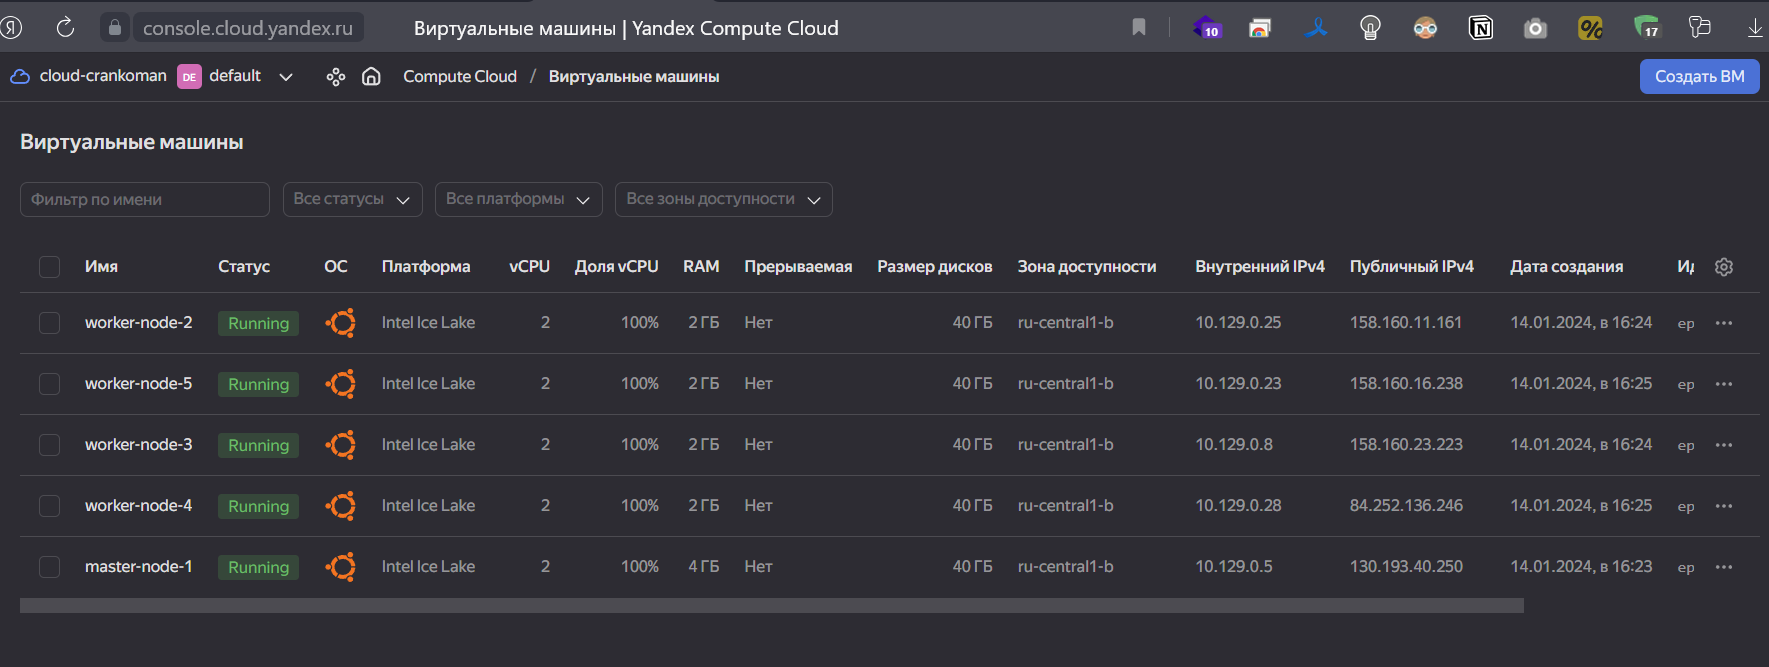 console.cloud.yandex.ru Виртуальные машины | Yandex Compute Cloud 10 17
cloud-crankoman DE default Compute Cloud / Виртуальные машины Создать ВМ
Виртуальные машины
Фильтр по имени Все статусы Все платформы Все зоны доступности
Имя Статус ОС Платформа vCPU Доля vCPU RAM Прерываемая Размер дисков Зона доступности Внутренний IPv4 Публичный IPv4 Дата создания Ид
worker-node-2 Running Intel Ice Lake 2 100% 2 ГБ Нет 40 ГБ ru-central1-b 10.129.0.25 158.160.11.161 14.01.2024, в 16:24 ep
worker-node-5 Running Intel Ice Lake 2 100% 2 ГБ Нет 40 ГБ ru-central1-b 10.129.0.23 158.160.16.238 14.01.2024, в 16:25 ep
worker-node-3 Running Intel Ice Lake 2 100% 2 ГБ Нет 40 ГБ ru-central1-b 10.129.0.8 158.160.23.223 14.01.2024, в 16:24 ep
worker-node-4 Running Intel Ice Lake 2 100% 2 ГБ Нет 40 ГБ ru-central1-b 10.129.0.28 84.252.136.246 14.01.2024, в 16:25 ep
master-node-1 Running Intel Ice Lake 2 100% 4 ГБ Нет 40 ГБ ru-central1-b 10.129.0.5 130.193.40.250 14.01.2024, в 16:23 ep